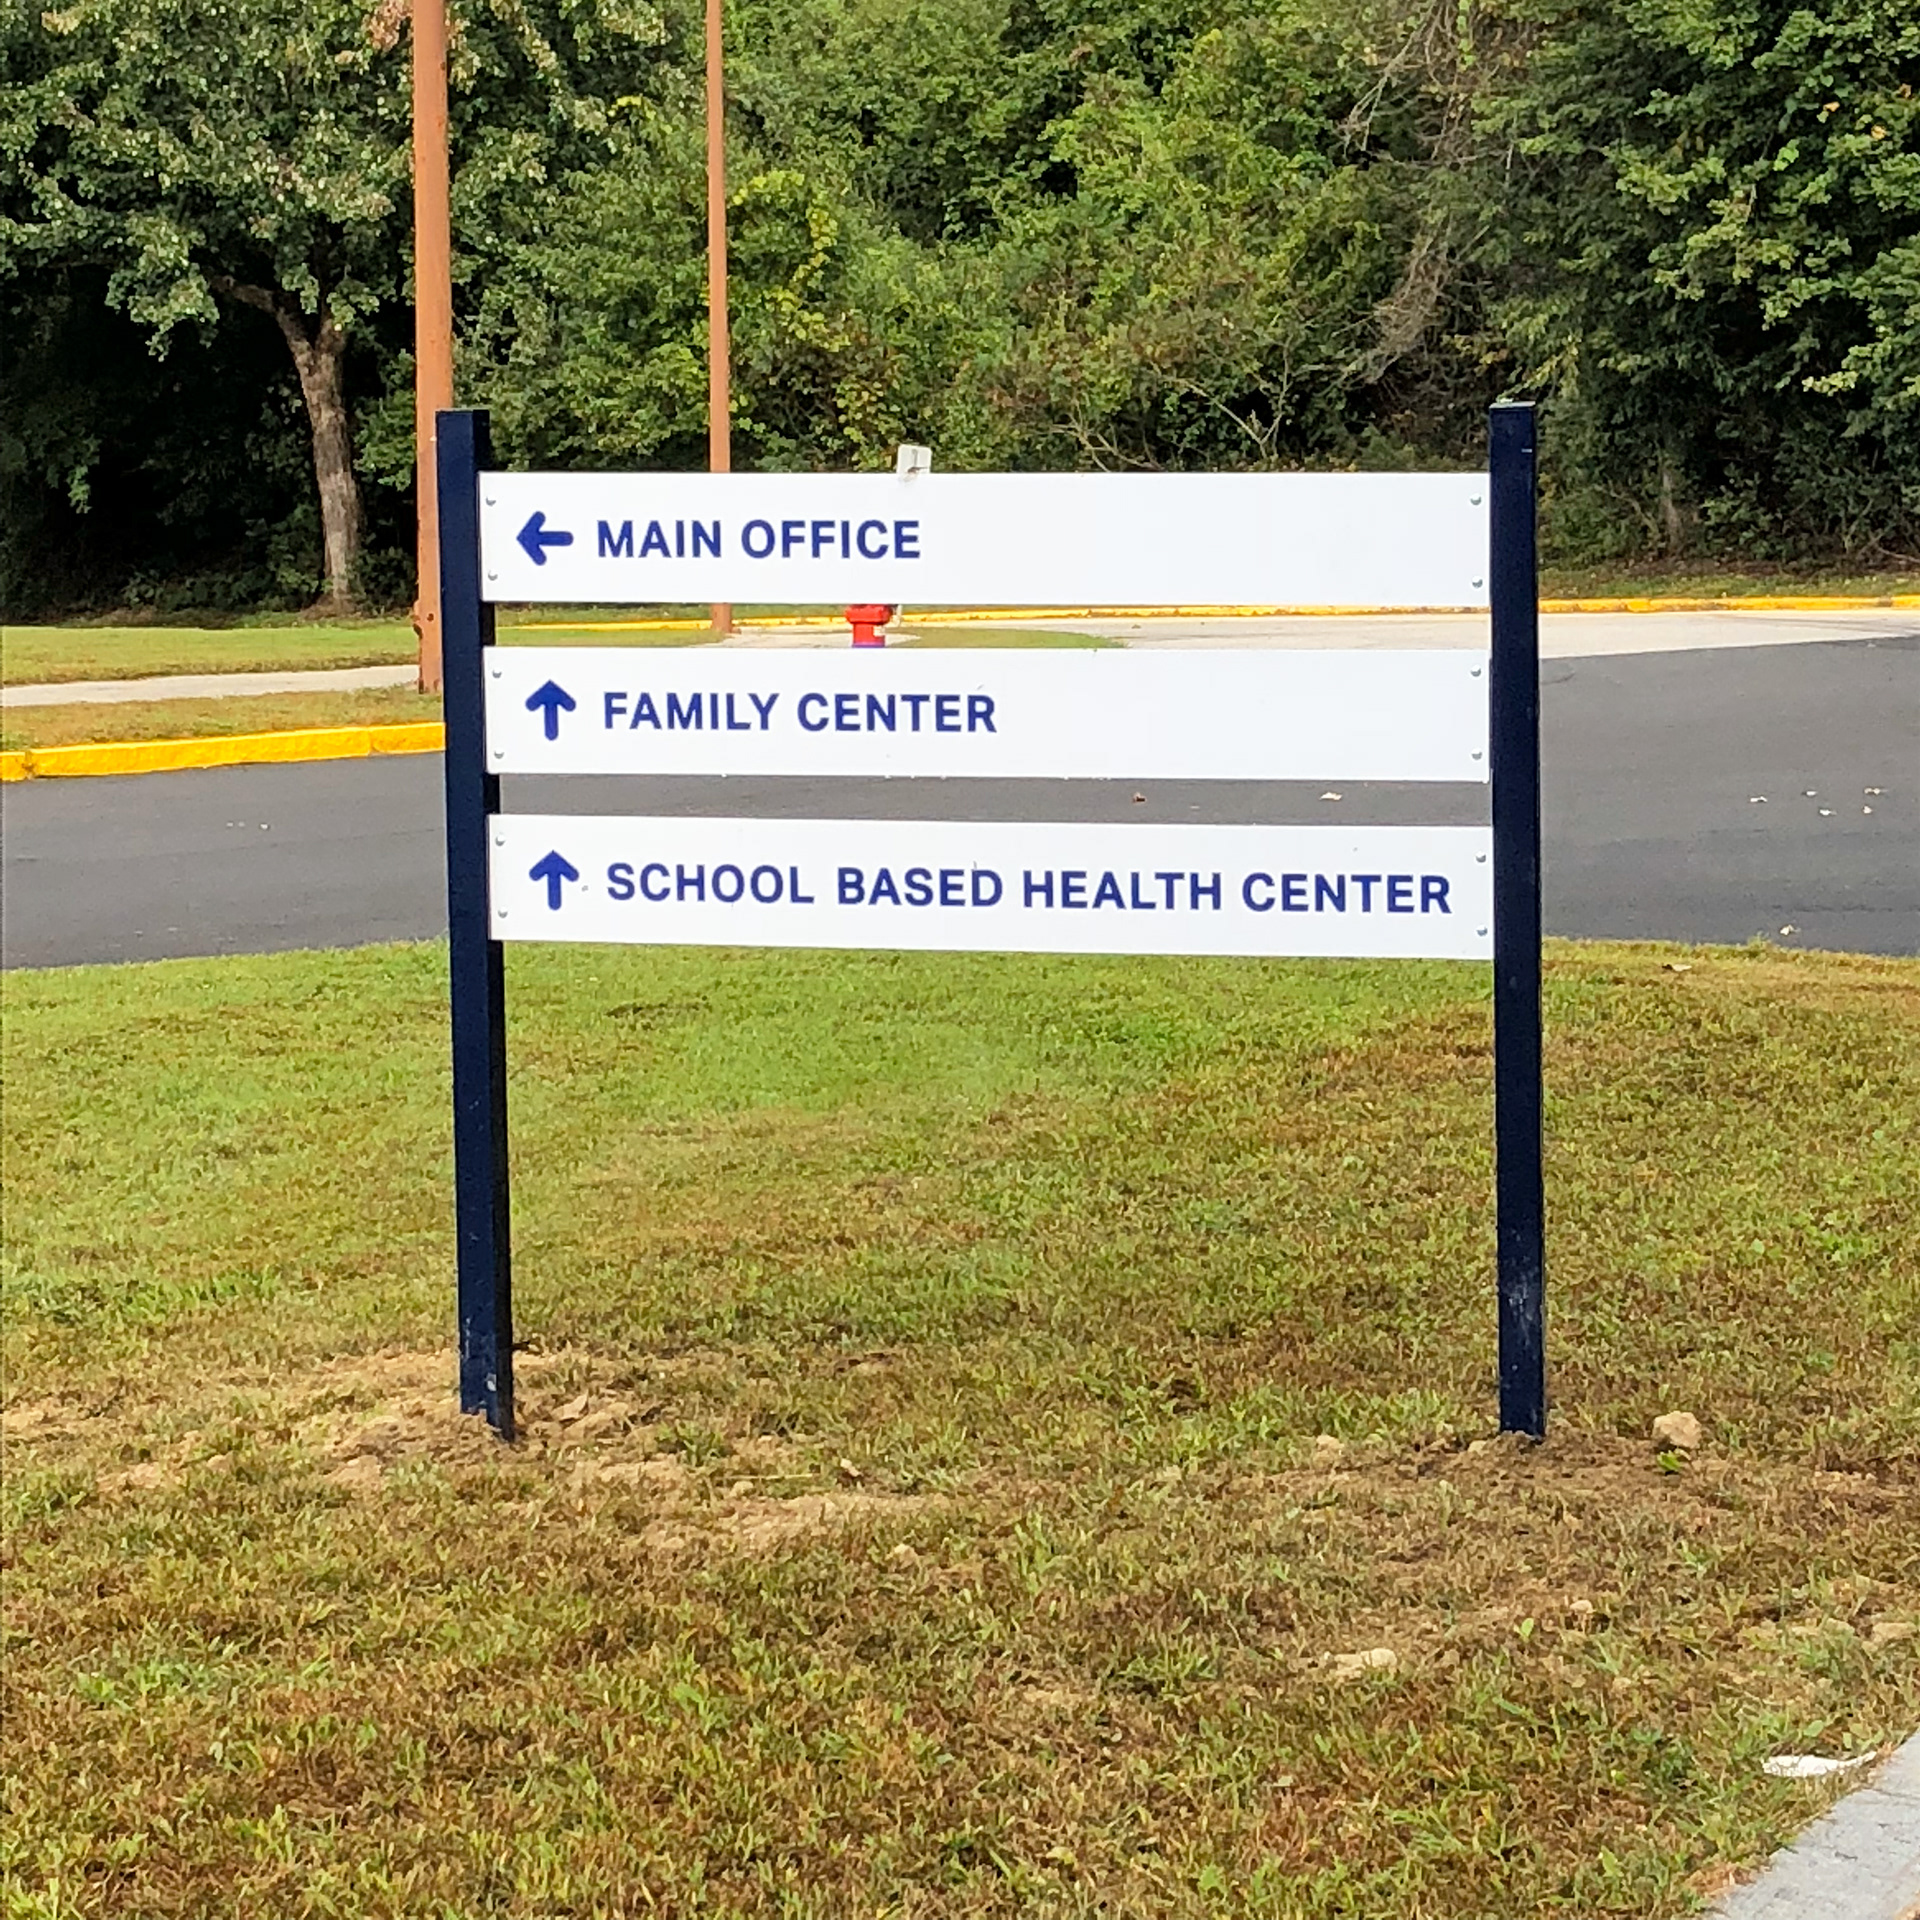 ← MAIN OFFICE
↑ FAMILY CENTER
↑ SCHOOL BASED HEALTH CENTER